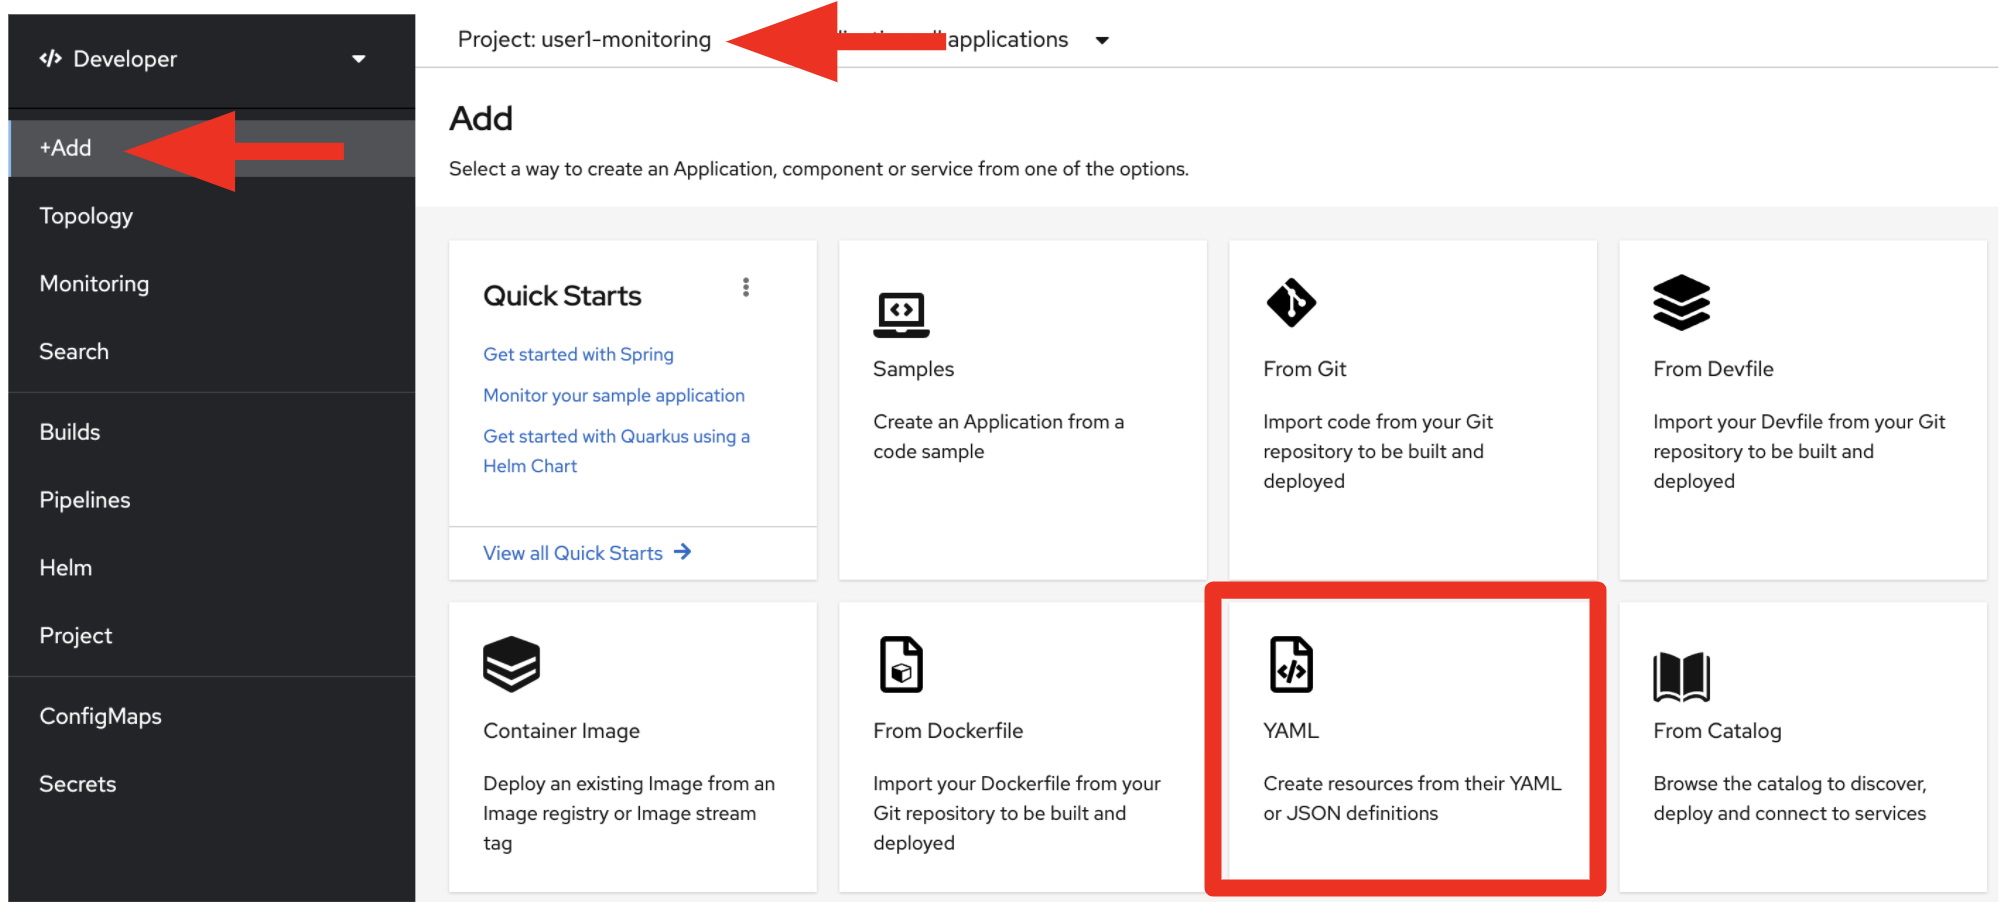 Developer
+Add
Topology
Monitoring
Search
Builds
Pipelines
Helm
Project
ConfigMaps
Secrets
Project: user1-monitoring
applications
Add
Select a way to create an Application, component or service from one of the options.
Quick Starts
Get started with Spring
Monitor your sample application
Get started with Quarkus using a
Helm Chart
View all Quick Starts
Samples
Create an Application from a
code sample
From Git
Import code from your Git
repository to be built and
deployed
From Devfile
Import your Devfile from your Git
repository to be built and
deployed
Container Image
Deploy an existing Image from an
Image registry or Image stream
tag
From Dockerfile
Import your Dockerfile from your
Git repository to be built and
deployed
YAML
Create resources from their YAML
or JSON definitions
From Catalog
Browse the catalog to discover,
deploy and connect to services